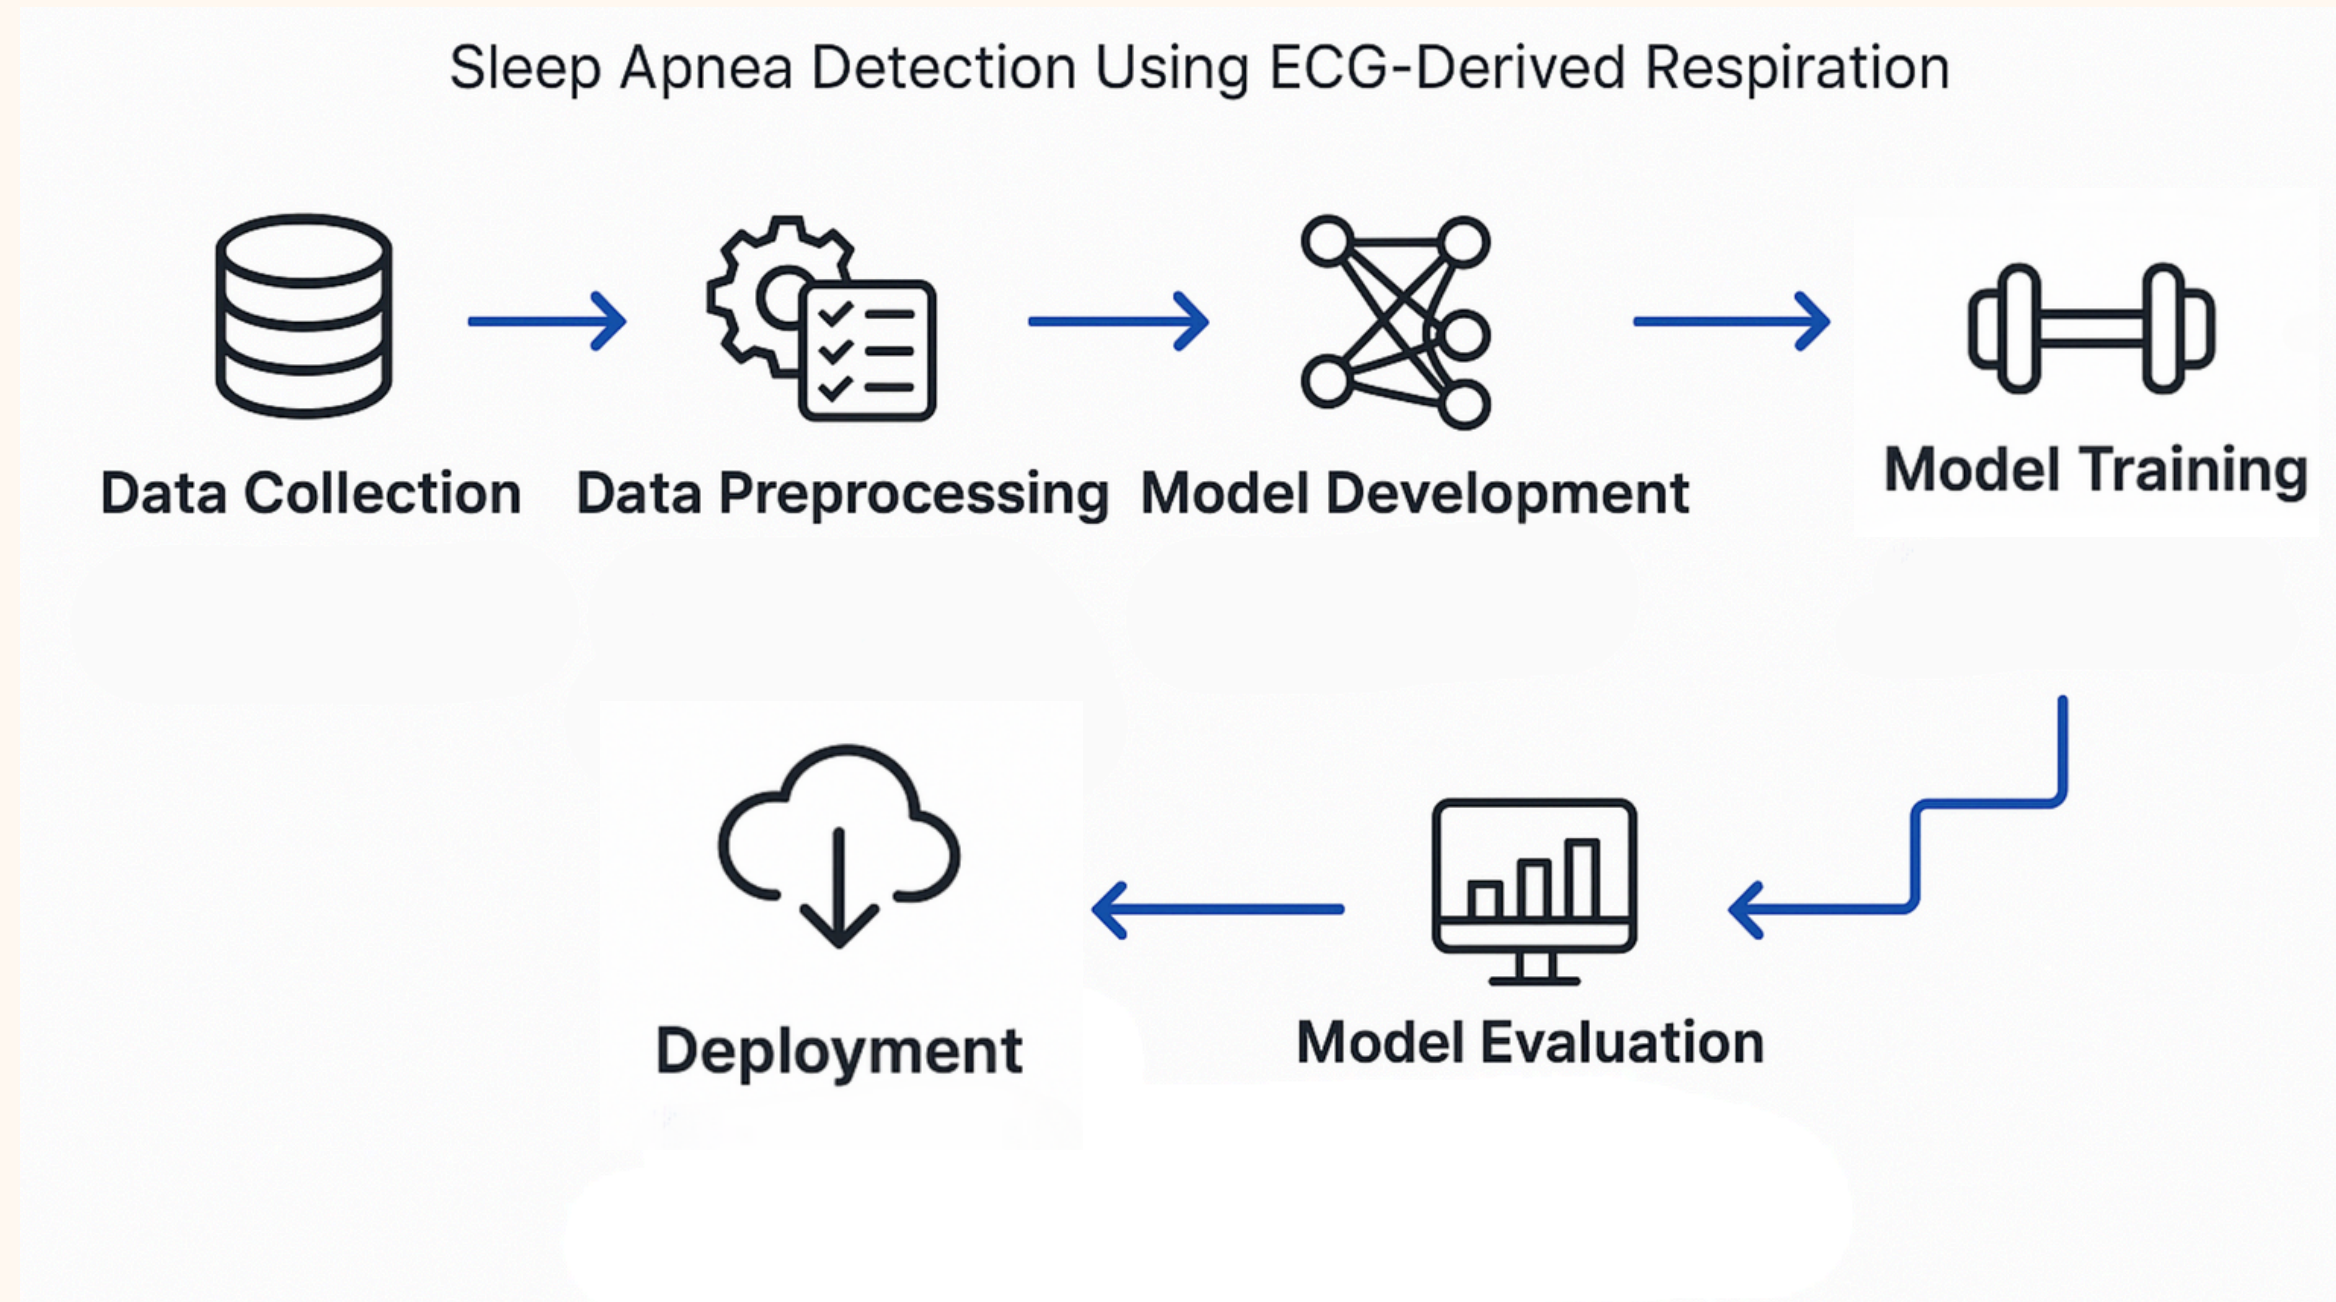 Sleep Apnea Detection Using ECG-Derived Respiration
Data Collection
Data Preprocessing
Model Development
Model Training
Deployment
Model Evaluation